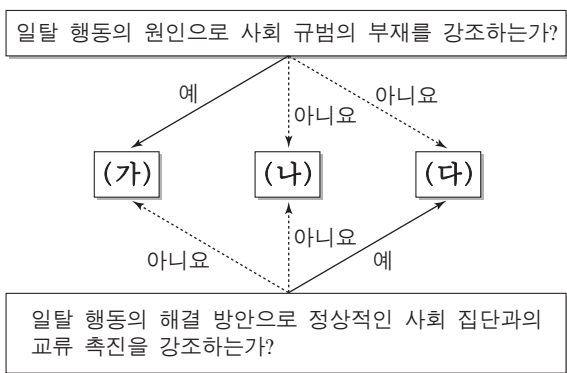 일탈 행동의 원인으로 사회 규범의 부재를 강조하는가?
예
아니요
아니요
(가)
(나)
(다)
아니요
아니요
예
일탈 행동의 해결 방안으로 정상적인 사회 집단과의
교류 촉진을 강조하는가?